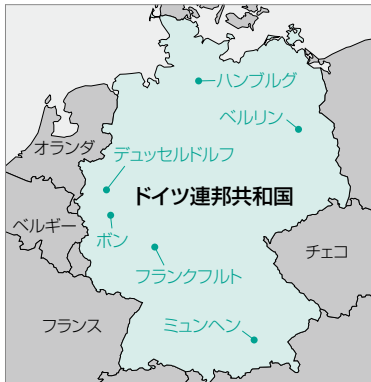 ハンブルグ
ベルリン
オランダ
デュッセルドルフ
ドイツ連邦共和国
ベルギー
ボン
チェコ
フランクフルト
フランス
ミュンヘン